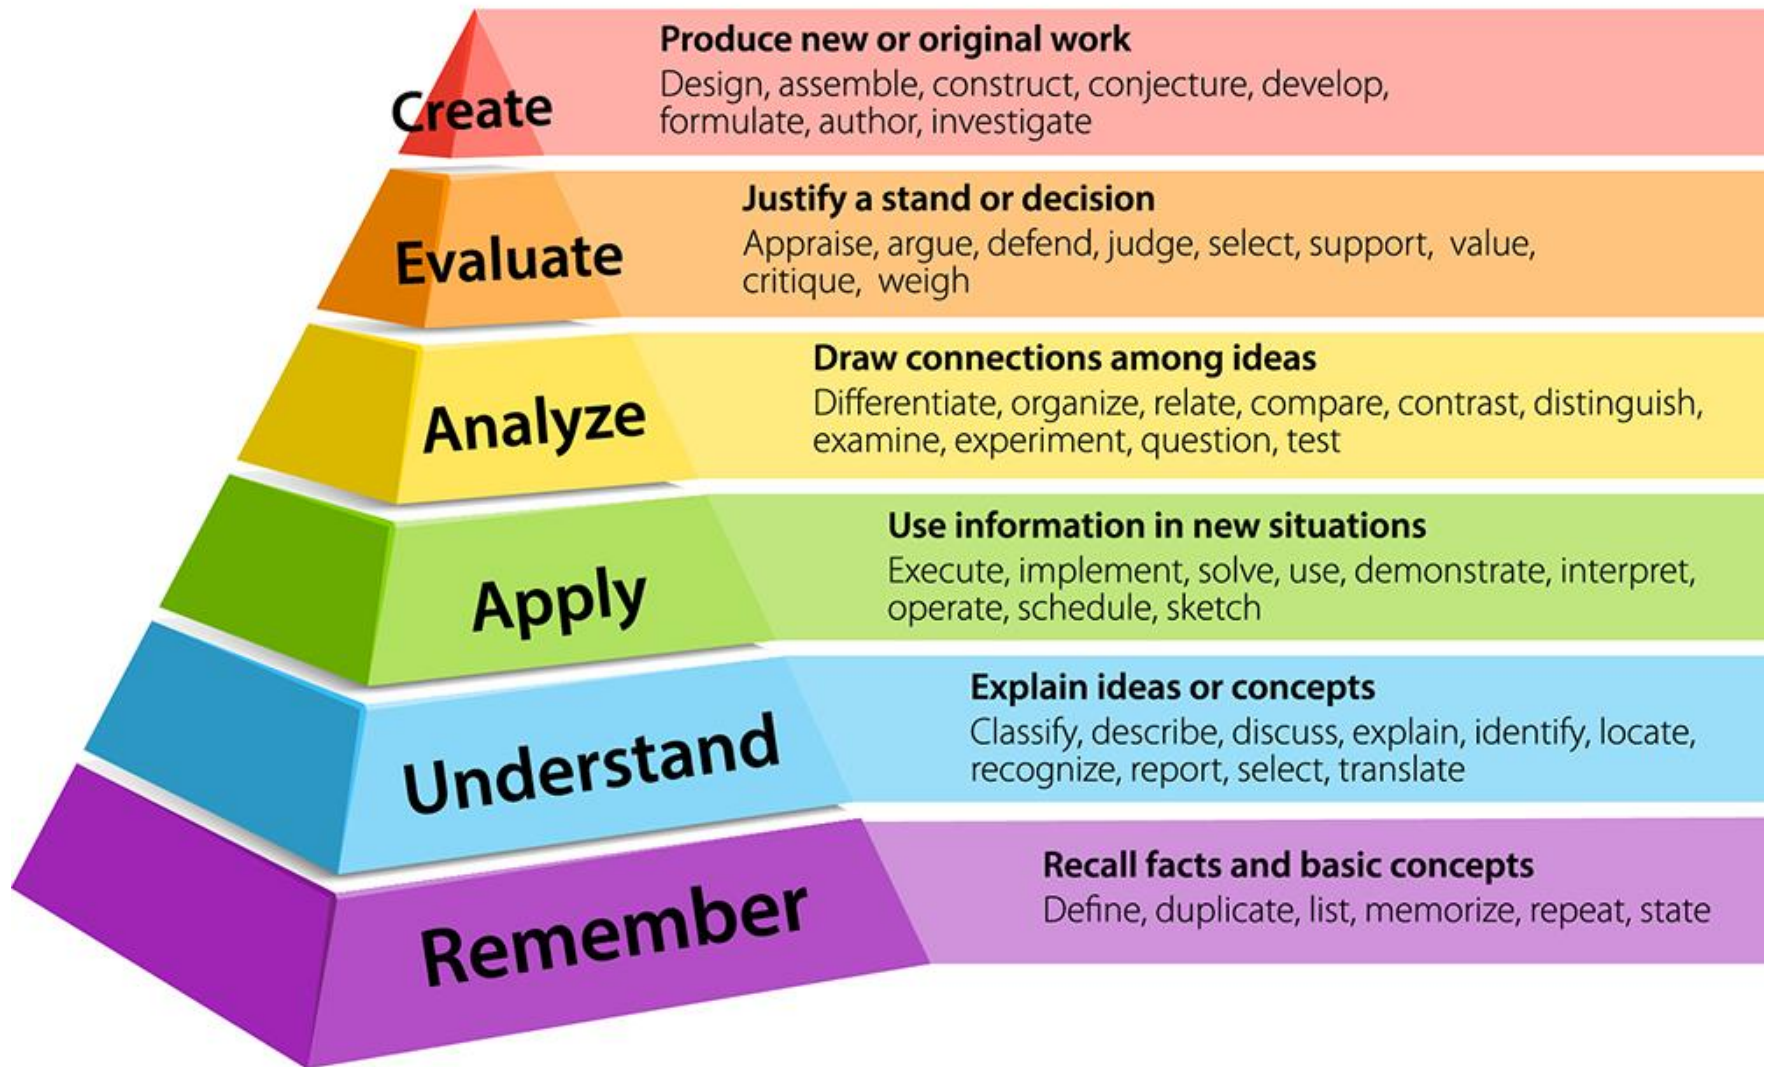 Create
Produce new or original work
Design, assemble, construct, conjecture, develop,
formulate, author, investigate
Evaluate
Justify a stand or decision
Appraise, argue, defend, judge, select, support, value,
critique, weigh
Analyze
Draw connections among ideas
Differentiate, organize, relate, compare, contrast, distinguish,
examine, experiment, question, test
Apply
Use information in new situations
Execute, implement, solve, use, demonstrate, interpret,
operate, schedule, sketch
Understand
Explain ideas or concepts
Classify, describe, discuss, explain, identify, locate,
recognize, report, select, translate
Remember
Recall facts and basic concepts
Define, duplicate, list, memorize, repeat, state